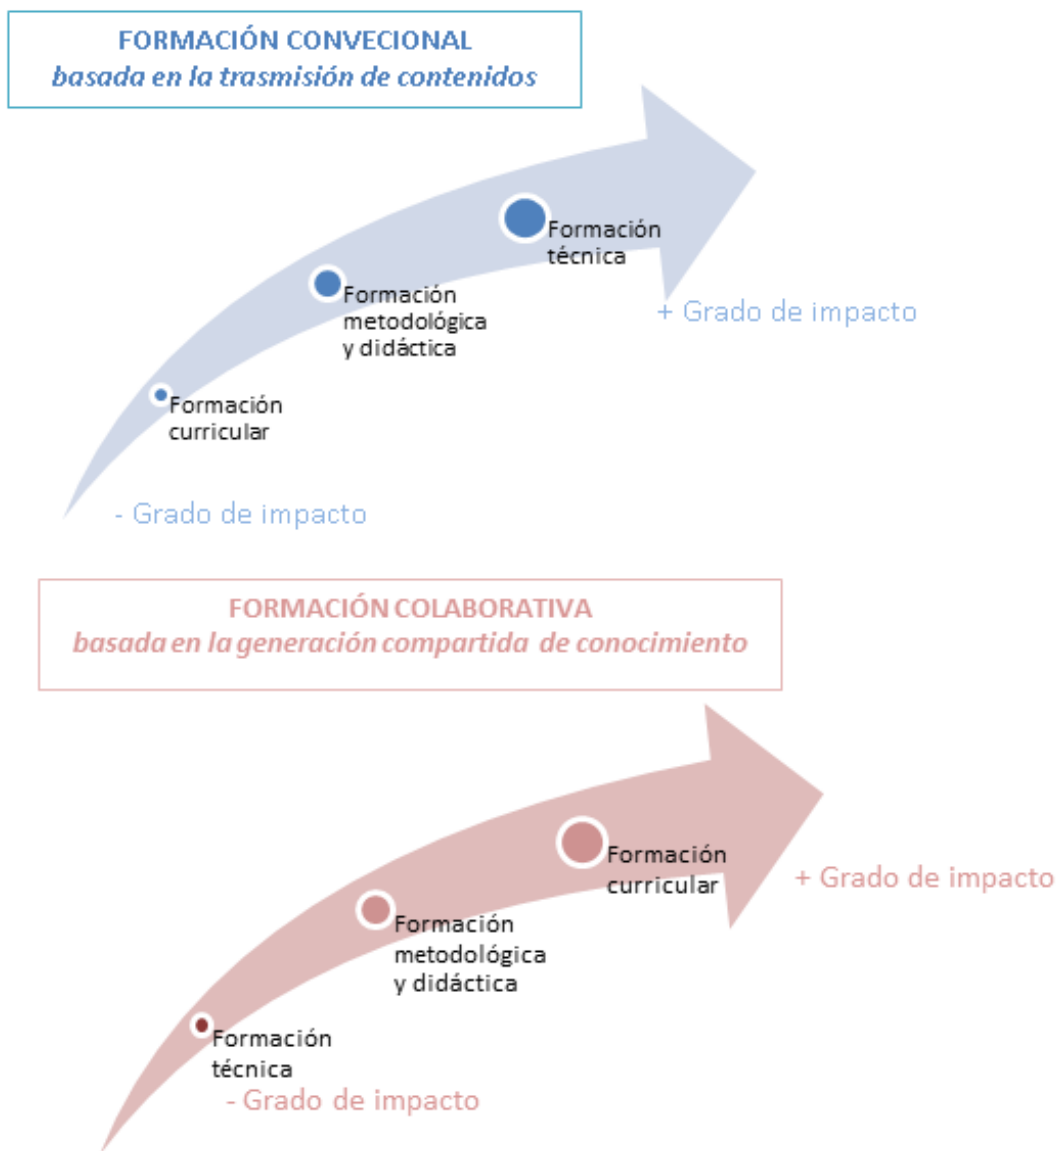 FORMACIÓN CONVECIONAL
basada en la trasmisión de contenidos
Formación
técnica
+ Grado de impacto
Formación
metodológica
y didáctica
Formación
curricular
- Grado de impacto
FORMACIÓN COLABORATIVA
basada en la generación compartida de conocimiento
Formación
curricular
+ Grado de impacto
Formación
metodológica
y didáctica
Formación
técnica
- Grado de impacto